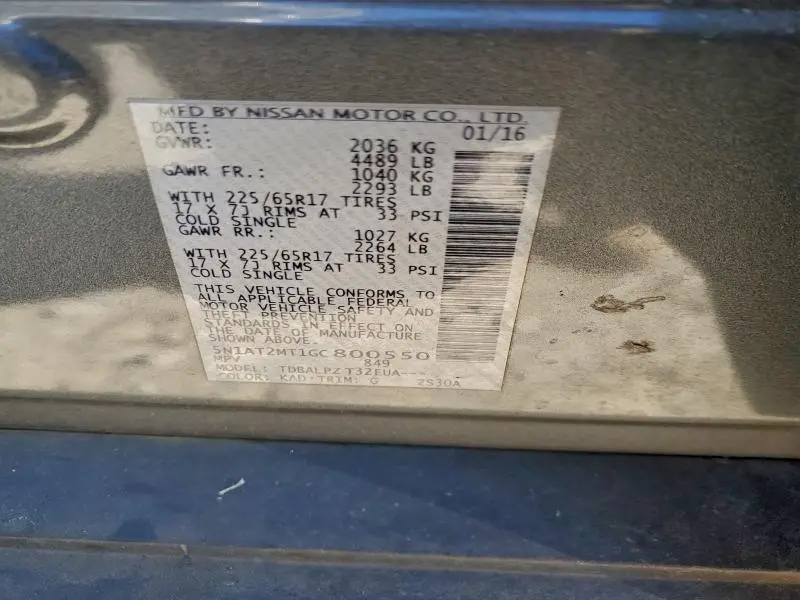 MFD BY NISSAN MOTOR CO., LTD.
DATE: 01/16
GVWR: 2036 KG
4489 LB
GAWR FR.: 1040 KG
2293 LB
WITH 225/65R17 TIRES
17 X 7J RIMS AT 33 PSI
COLD SINGLE
GAWR RR.: 1027 KG
2264 LB
WITH 225/65R17 TIRES
17 X 7J RIMS AT 33 PSI
COLD SINGLE
THIS VEHICLE CONFORMS TO
ALL APPLICABLE FEDERAL
MOTOR VEHICLE SAFETY AND
THEFT PREVENTION
STANDARDS IN EFFECT ON
THE DATE OF MANUFACTURE
SHOWN ABOVE.
5N1AT2MT1GC800550
MPV 849
MODEL: TDBALPZ T32EUA---
COLOR: KAD-TRIM: G 2S30A